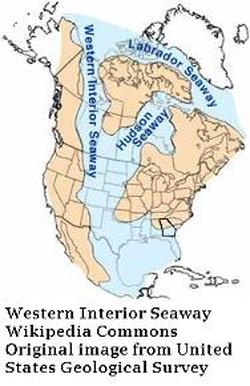 Labrador Seaway
Western Interior Seaway
Hudson
Seaway
Western Interior Seaway
Wikipedia Commons
Original image from United
States Geological Survey